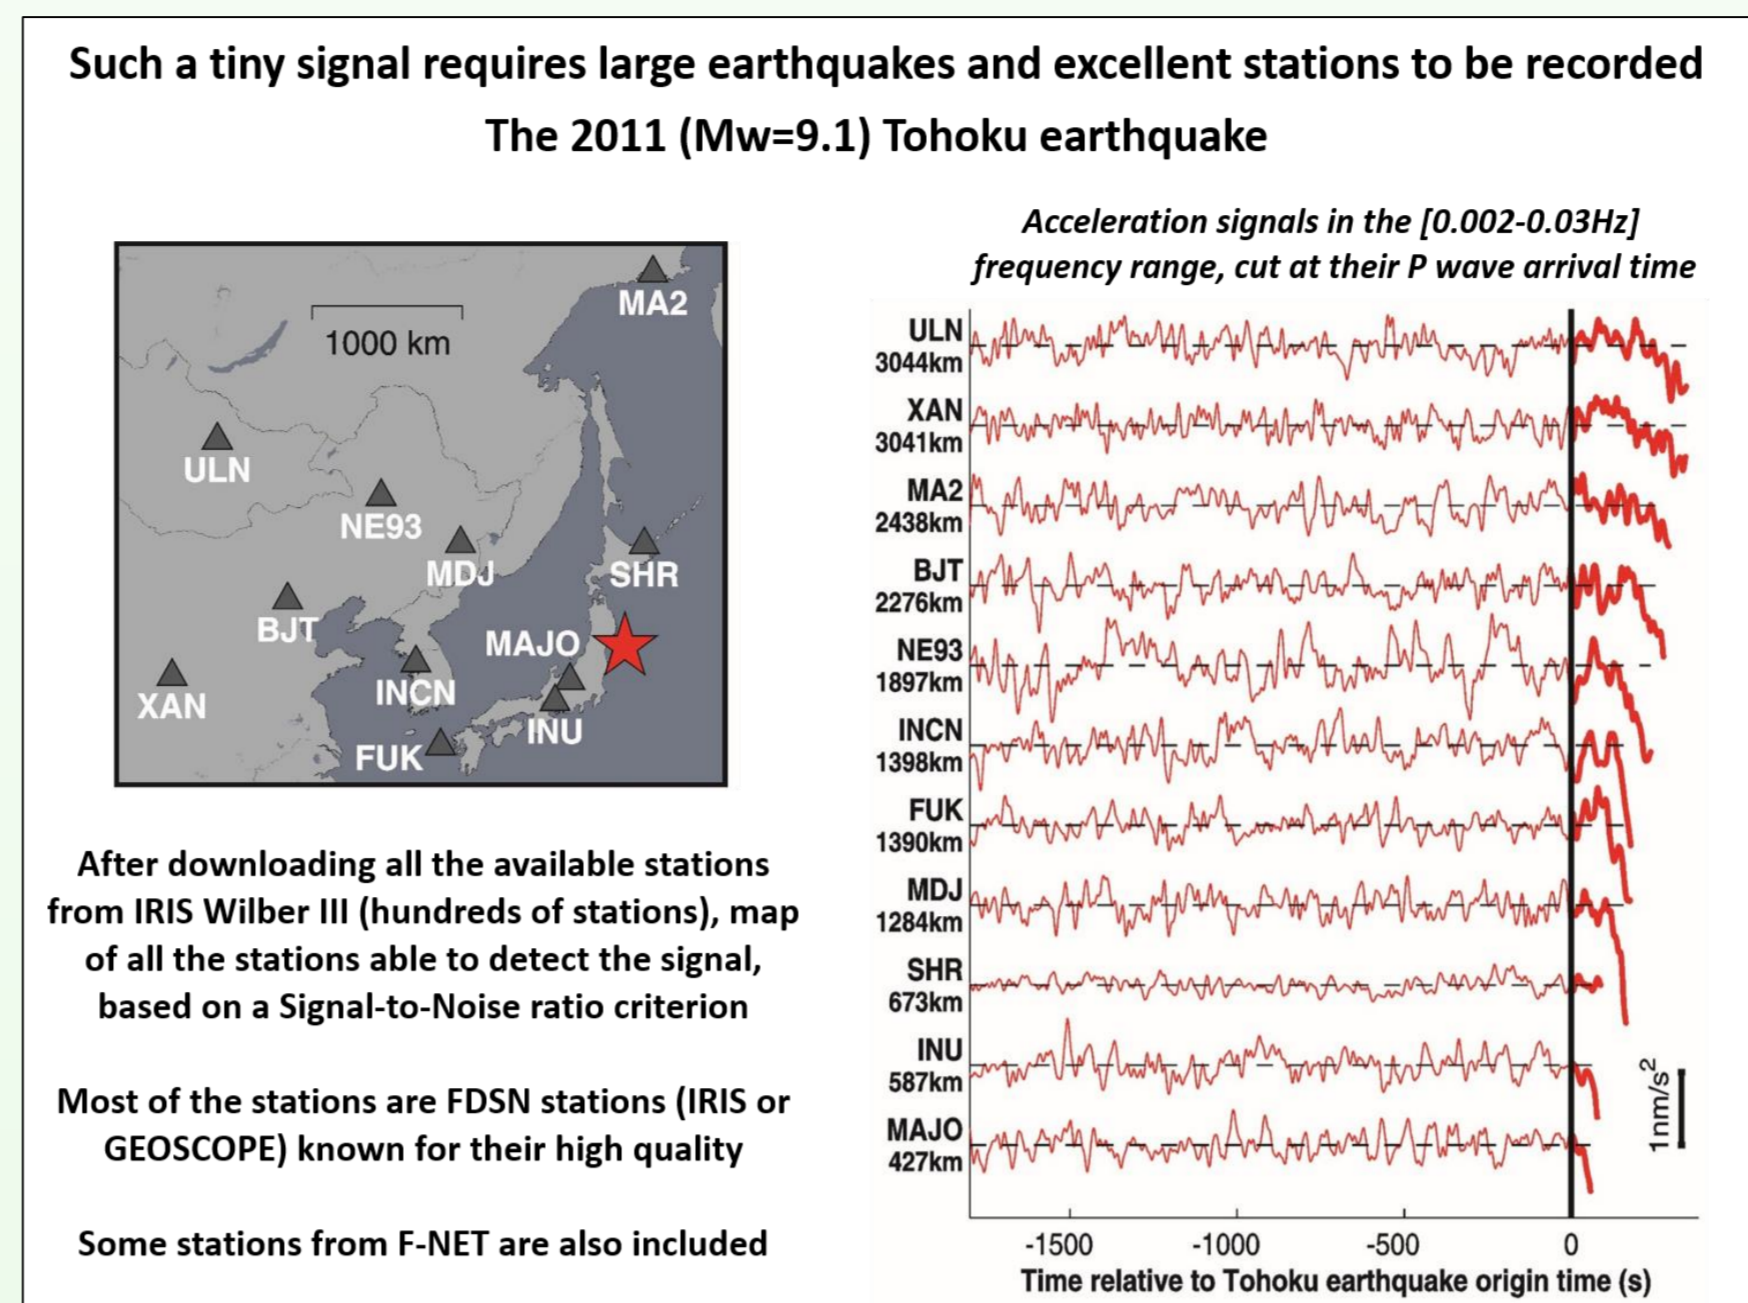 Such a tiny signal requires large earthquakes and excellent stations to be recorded
The 2011 (Mw=9.1) Tohoku earthquake
MA2
1000 km
ULN
NE93
MDJ
SHR
BJT
MAJO
XAN
INCN
INU
FUK
After downloading all the available stations
from IRIS Wilber III (hundreds of stations), map
of all the stations able to detect the signal,
based on a Signal-to-Noise ratio criterion
Most of the stations are FDSN stations (IRIS or
GEOSCOPE) known for their high quality
Some stations from F-NET are also included
Acceleration signals in the [0.002-0.03Hz]
frequency range, cut at their P wave arrival time
ULN
3044km
XAN
3041km
MA2
2438km
BJT
2276km
NE93
1897km
INCN
1398km
FUK
1390km
MDJ
1284km
SHR
673km
INU
587km
MAJO
427km
1nm/s²
-1500 -1000 -500 0
Time relative to Tohoku earthquake origin time (s)